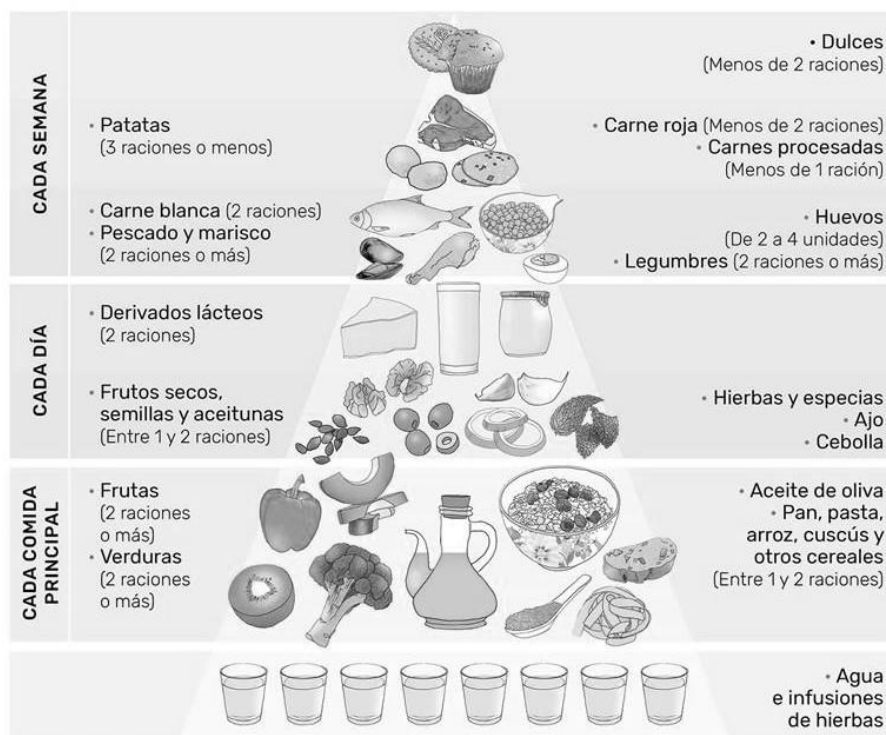 CADA SEMANA
• Dulces
(Menos de 2 raciones)
• Patatas
(3 raciones o menos)
• Carne roja (Menos de 2 raciones)
• Carnes procesadas
(Menos de 1 ración)
• Carne blanca (2 raciones)
• Pescado y marisco
(2 raciones o más)
• Huevos
(De 2 a 4 unidades)
• Legumbres (2 raciones o más)
CADA DÍA
• Derivados lácteos
(2 raciones)
• Frutos secos,
semillas y aceitunas
(Entre 1 y 2 raciones)
• Hierbas y especias
• Ajo
• Cebolla
CADA COMIDA
PRINCIPAL
• Frutas
(2 raciones
o más)
• Verduras
(2 raciones
o más)
• Aceite de oliva
• Pan, pasta,
arroz, cuscús y
otros cereales
(Entre 1 y 2 raciones)
• Agua
e infusiones
de hierbas